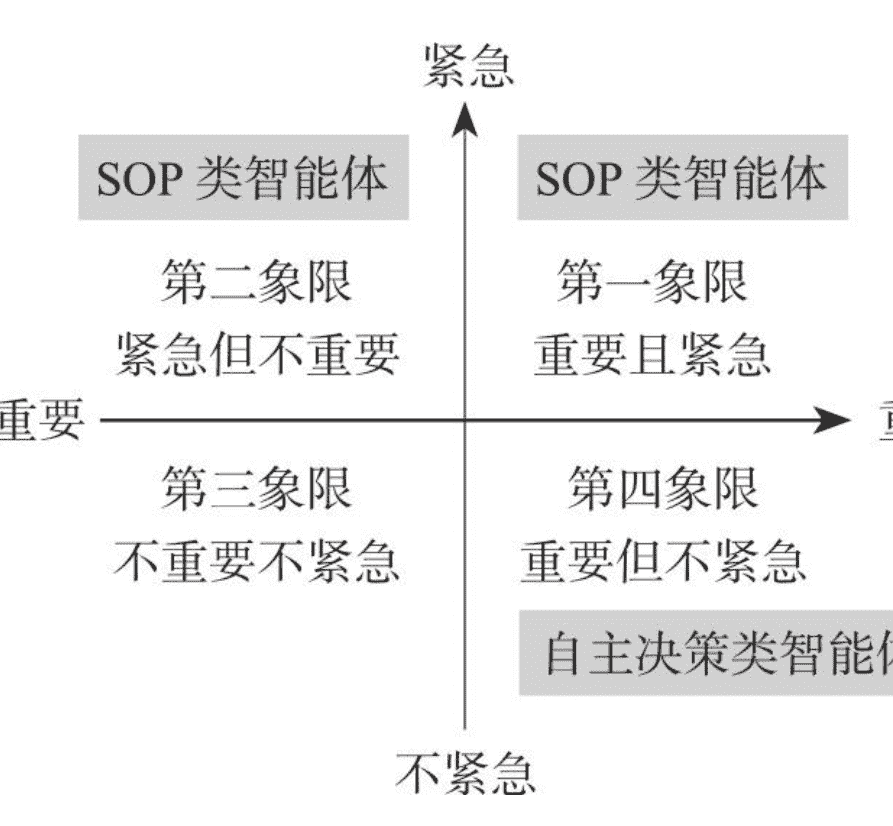 紧急
SOP 类智能体
SOP 类智能体
第二象限
紧急但不重要
第一象限
重要且紧急
重要
第三象限
不重要不紧急
第四象限
重要但不紧急
自主决策类智能体
不紧急